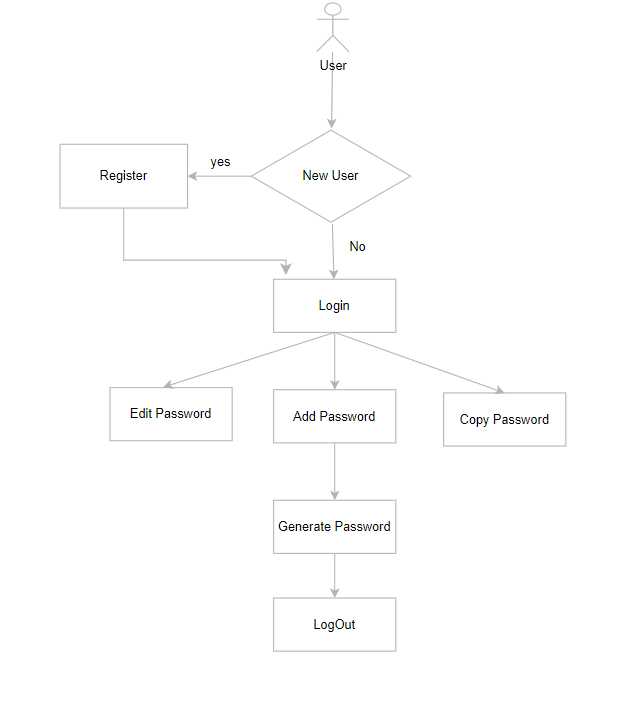 User
yes
New User
Register
No
Login
Edit Password
Add Password
Copy Password
Generate Password
LogOut